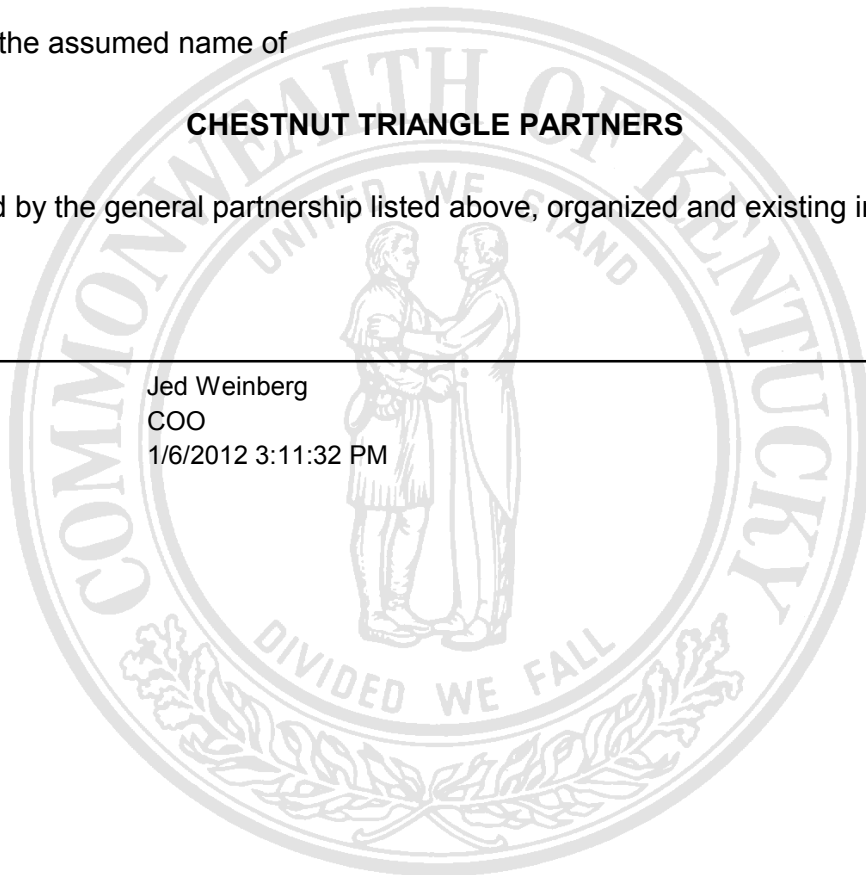 the assumed name of
CHESTNUT TRIANGLE PARTNERS
by the general partnership listed above, organized and existing
Jed Weinberg
COO
1/6/2012 3:11:32 PM
COMMONWEALTH OF KENTUCKY
UNITED WE STAND
DIVIDED WE FALL